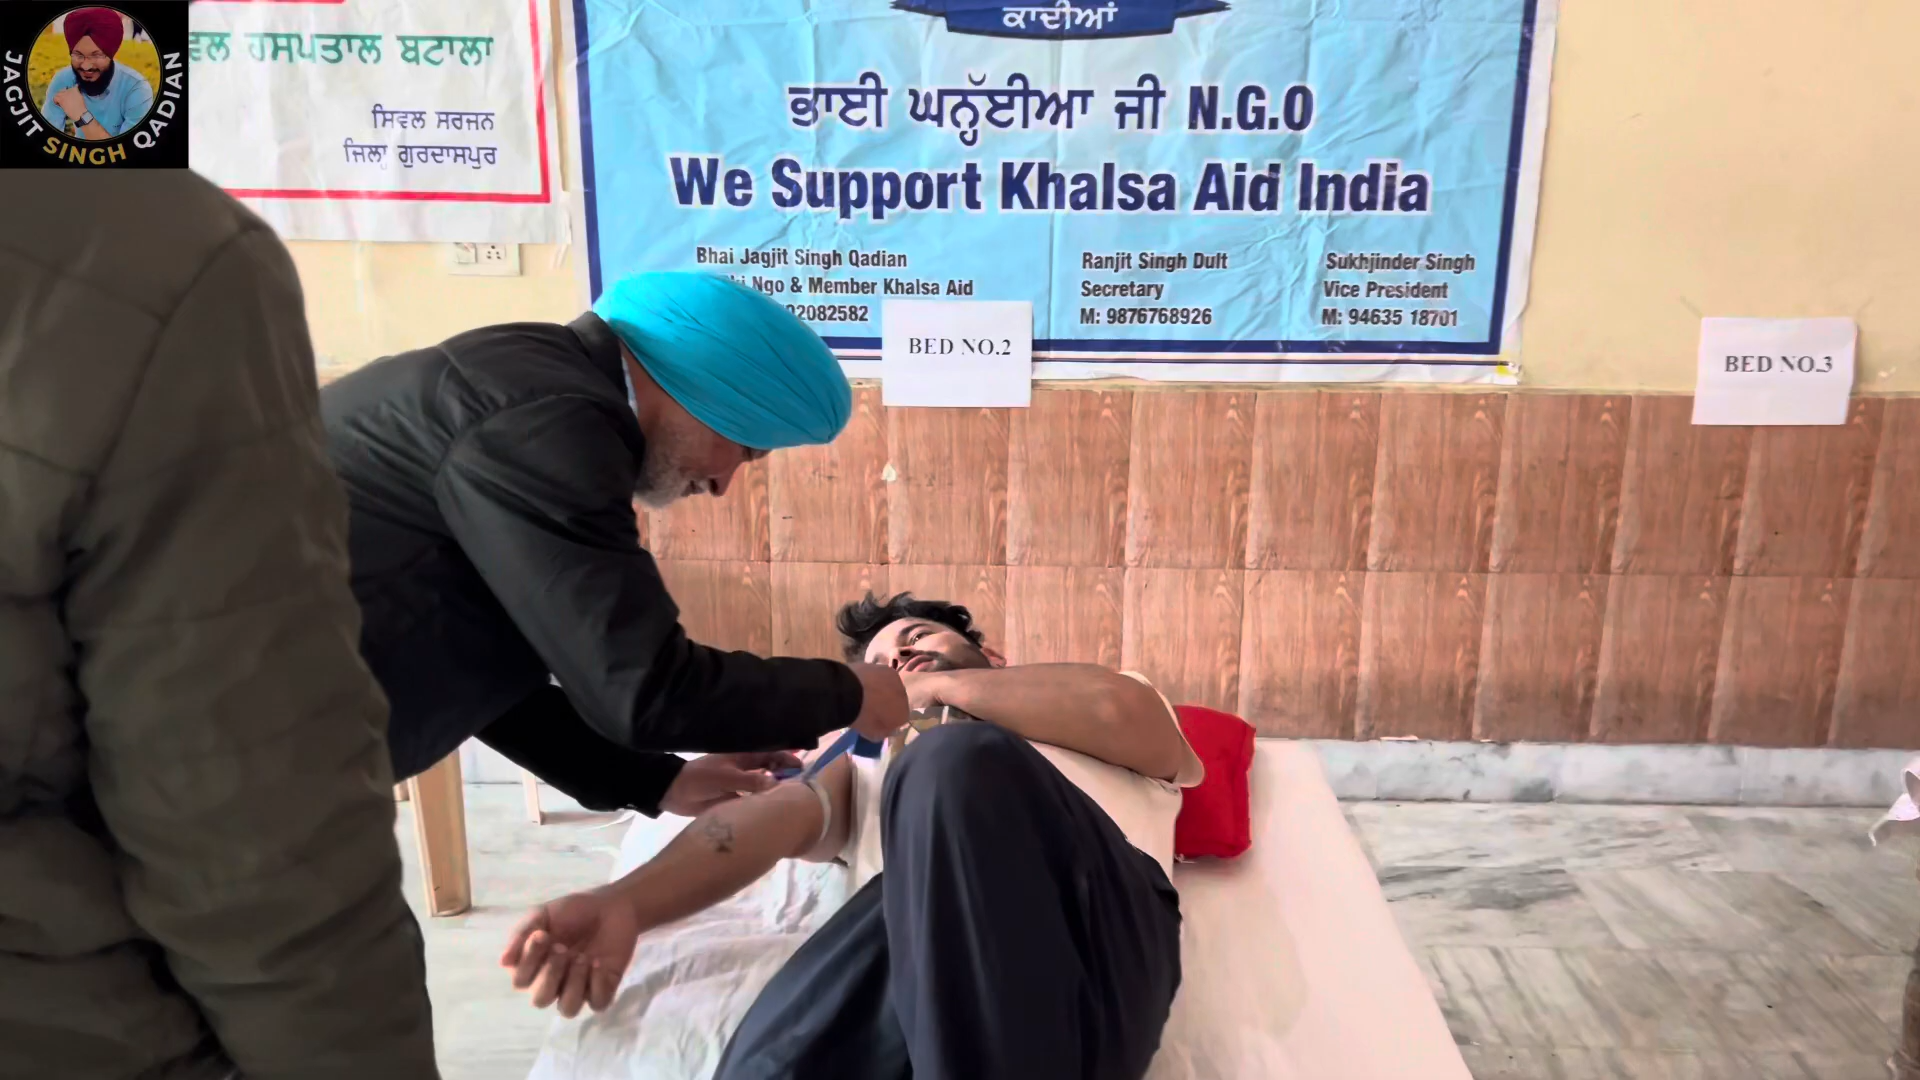 JAGJIT SINGH QADIAN
ਹਸਪਤਾਲ ਬਟਾਲਾ
ਸਿਵਲ ਸਰਜਨ
ਜਿਲਾ ਗੁਰਦਾਸਪੁਰ
ਕਾਦੀਆਂ
ਭਾਈ ਘਨ੍ਹੱਈਆ ਜੀ N.G.O
We Support Khalsa Aid India
Bhai Jagjit Singh Qadian
Ngo & Member Khalsa Aid
2082582
Ranjit Singh Dult
Secretary
M: 9876768926
Sukhjinder Singh
Vice President
M: 94635 18701
BED NO.2
BED NO.3